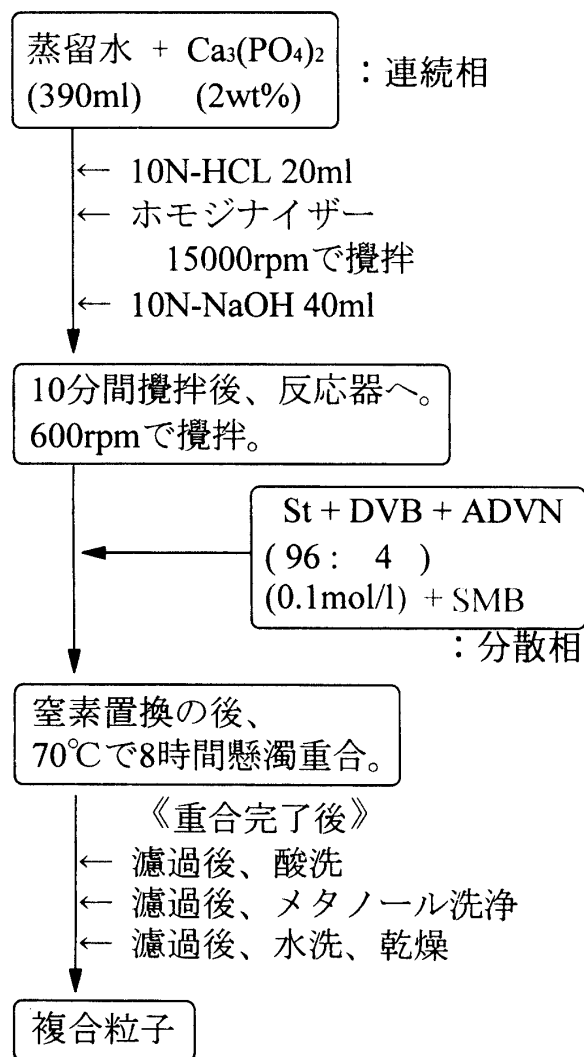 蒸留水 + Ca₃(PO₄)₂
(390ml) (2wt%)
:連続相
← 10N-HCL 20ml
← ホモジナイザー
15000rpmで攪拌
← 10N-NaOH 40ml
10分間攪拌後、反応器へ。
600rpmで攪拌。
St + DVB + ADVN
( 96 : 4 )
(0.1mol/l) + SMB
:分散相
窒素置換の後、
70℃で8時間懸濁重合。
《重合完了後》
← 濾過後、酸洗
← 濾過後、メタノール洗浄
← 濾過後、水洗、乾燥
複合粒子